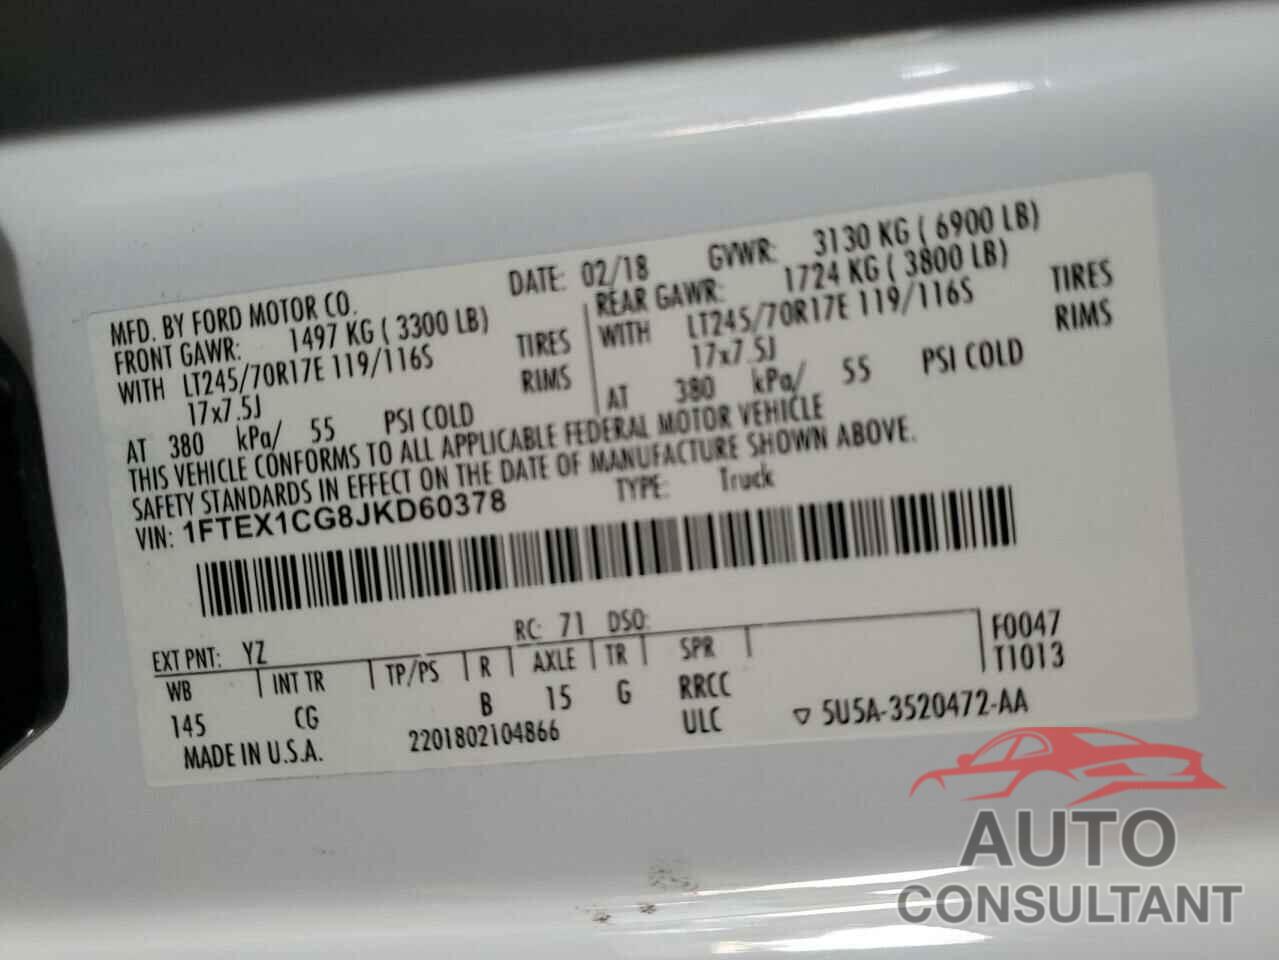 MFD. BY FORD MOTOR CO. DATE: 02/18 GVWR: 3130 KG ( 6900 LB)
FRONT GAWR: 1497 KG ( 3300 LB) REAR GAWR: 1724 KG ( 3800 LB)
WITH LT245/70R17E 119/116S TIRES WITH LT245/70R17E 119/116S TIRES
17x7.5J RIMS 17x7.5J RIMS
AT 380 kPa/ 55 PSI COLD AT 380 kPa/ 55 PSI COLD
THIS VEHICLE CONFORMS TO ALL APPLICABLE FEDERAL MOTOR VEHICLE
SAFETY STANDARDS IN EFFECT ON THE DATE OF MANUFACTURE SHOWN ABOVE.
VIN: 1FTEX1CG8JKD60378 TYPE: Truck
EXT PNT: YZ RC: 71 DSO: F0047
WB INT TR TP/PS R AXLE TR SPR T1013
145 CG B 15 G RRCC
MADE IN U.S.A. 2201802104866 ULC ▽ 5U5A-3520472-AA
AUTO
CONSULTANT